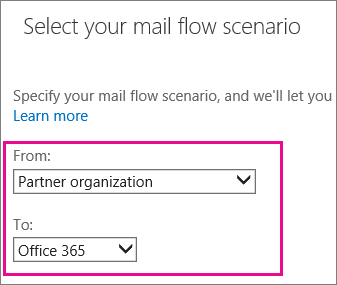 Select your mail flow scenario
Specify your mail flow scenario, and we'll let you
Learn more
From:
Partner organization
To:
Office 365